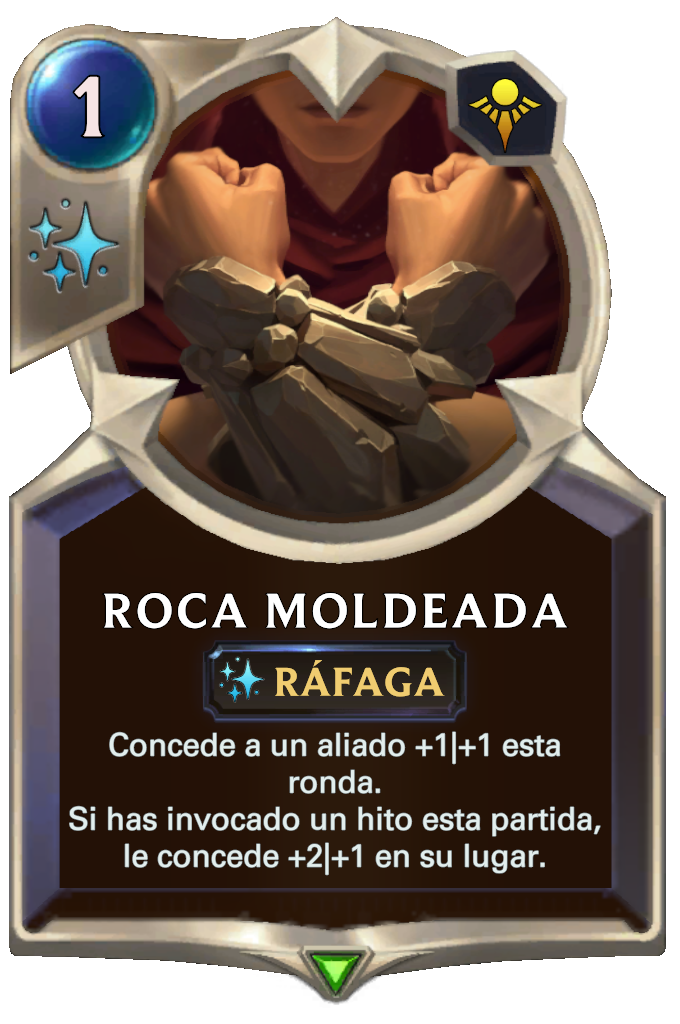 1
ROCA MOLDEADA
RÁFAGA
Concede a un aliado +1|+1 esta
ronda.
Si has invocado un hito esta partida,
le concede +2|+1 en su lugar.